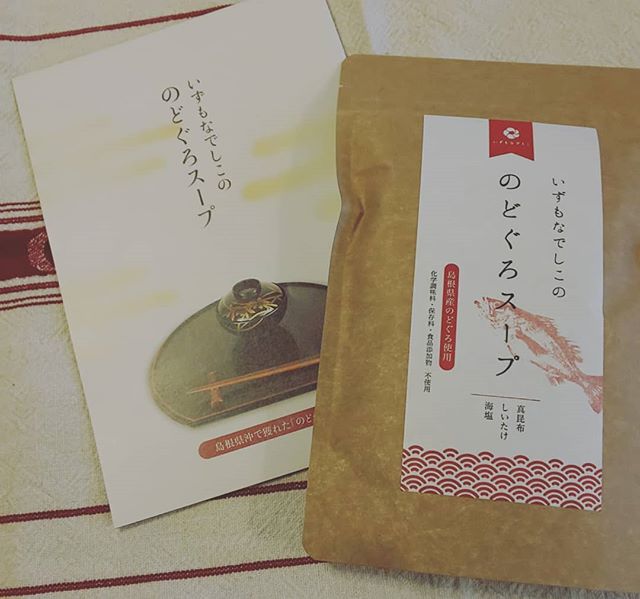 いずもなでしこの
のどぐろスープ
島根県沖で獲れた「のど
いずもなでしこの
のどぐろスープ
島根県産のどぐろ使用
化学調味料・保存料・食品添加物 不使用
真昆布
しいたけ
海塩